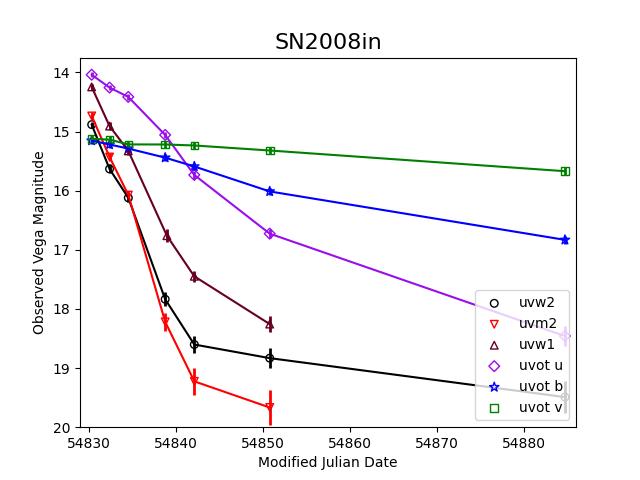 SN2008in
Observed Vega Magnitude
14
15
16
17
18
19
20
54830
54840
54850
54860
54870
54880
Modified Julian Date
uvw2
uvm2
uvw1
uvot u
uvot b
uvot v